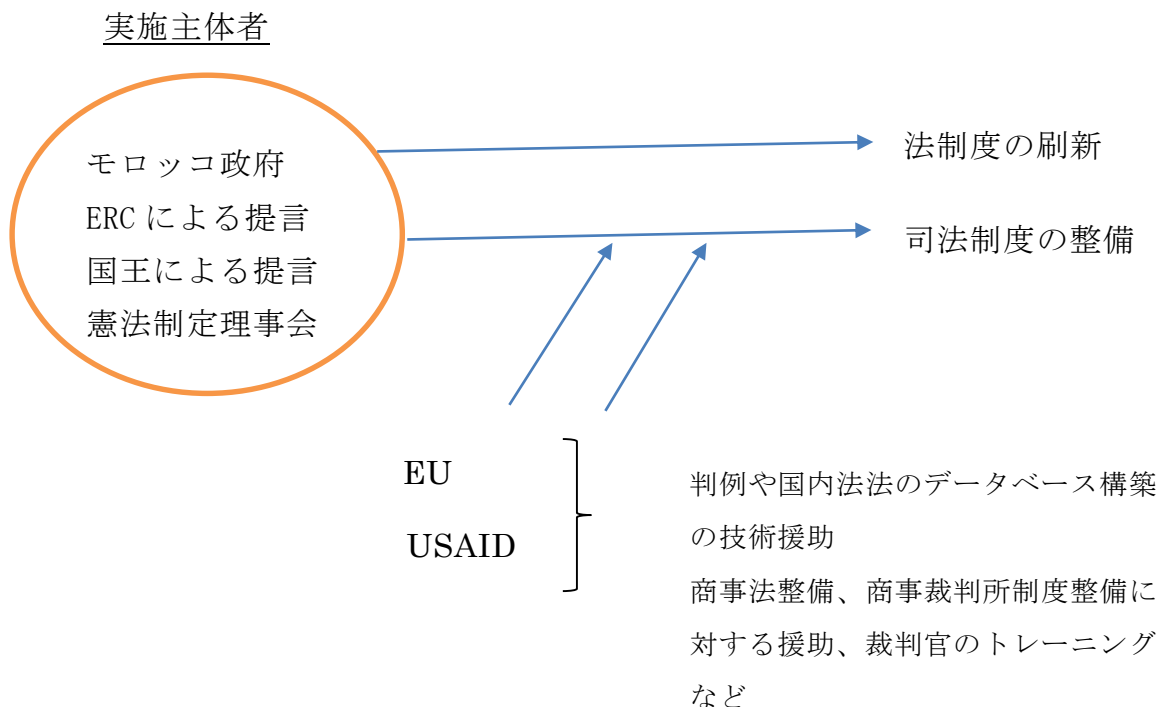 実施主体者
モロッコ政府
ERC による提言
国王による提言
憲法制定理事会
法制度の刷新
司法制度の整備
EU
USAID
判例や国内法法のデータベース構築
の技術援助
商事法整備、商事裁判所制度整備に
対する援助、裁判官のトレーニング
など